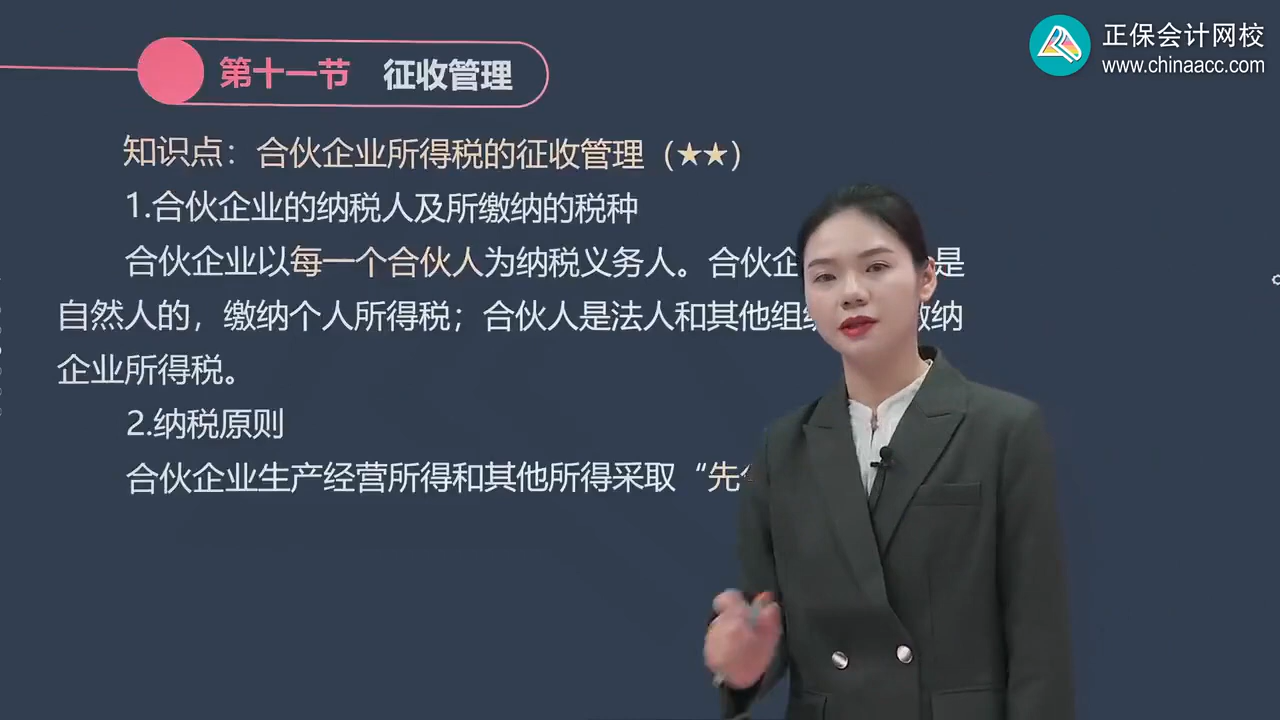 正保会计网校
www.chinaacc.com
第十一节 征收管理
知识点：合伙企业所得税的征收管理（★★）
1.合伙企业的纳税人及所缴纳的税种
合伙企业以每一个合伙人为纳税义务人。合伙企 是
自然人的，缴纳个人所得税；合伙人是法人和其他组 缴纳
企业所得税。
2.纳税原则
合伙企业生产经营所得和其他所得采取“先